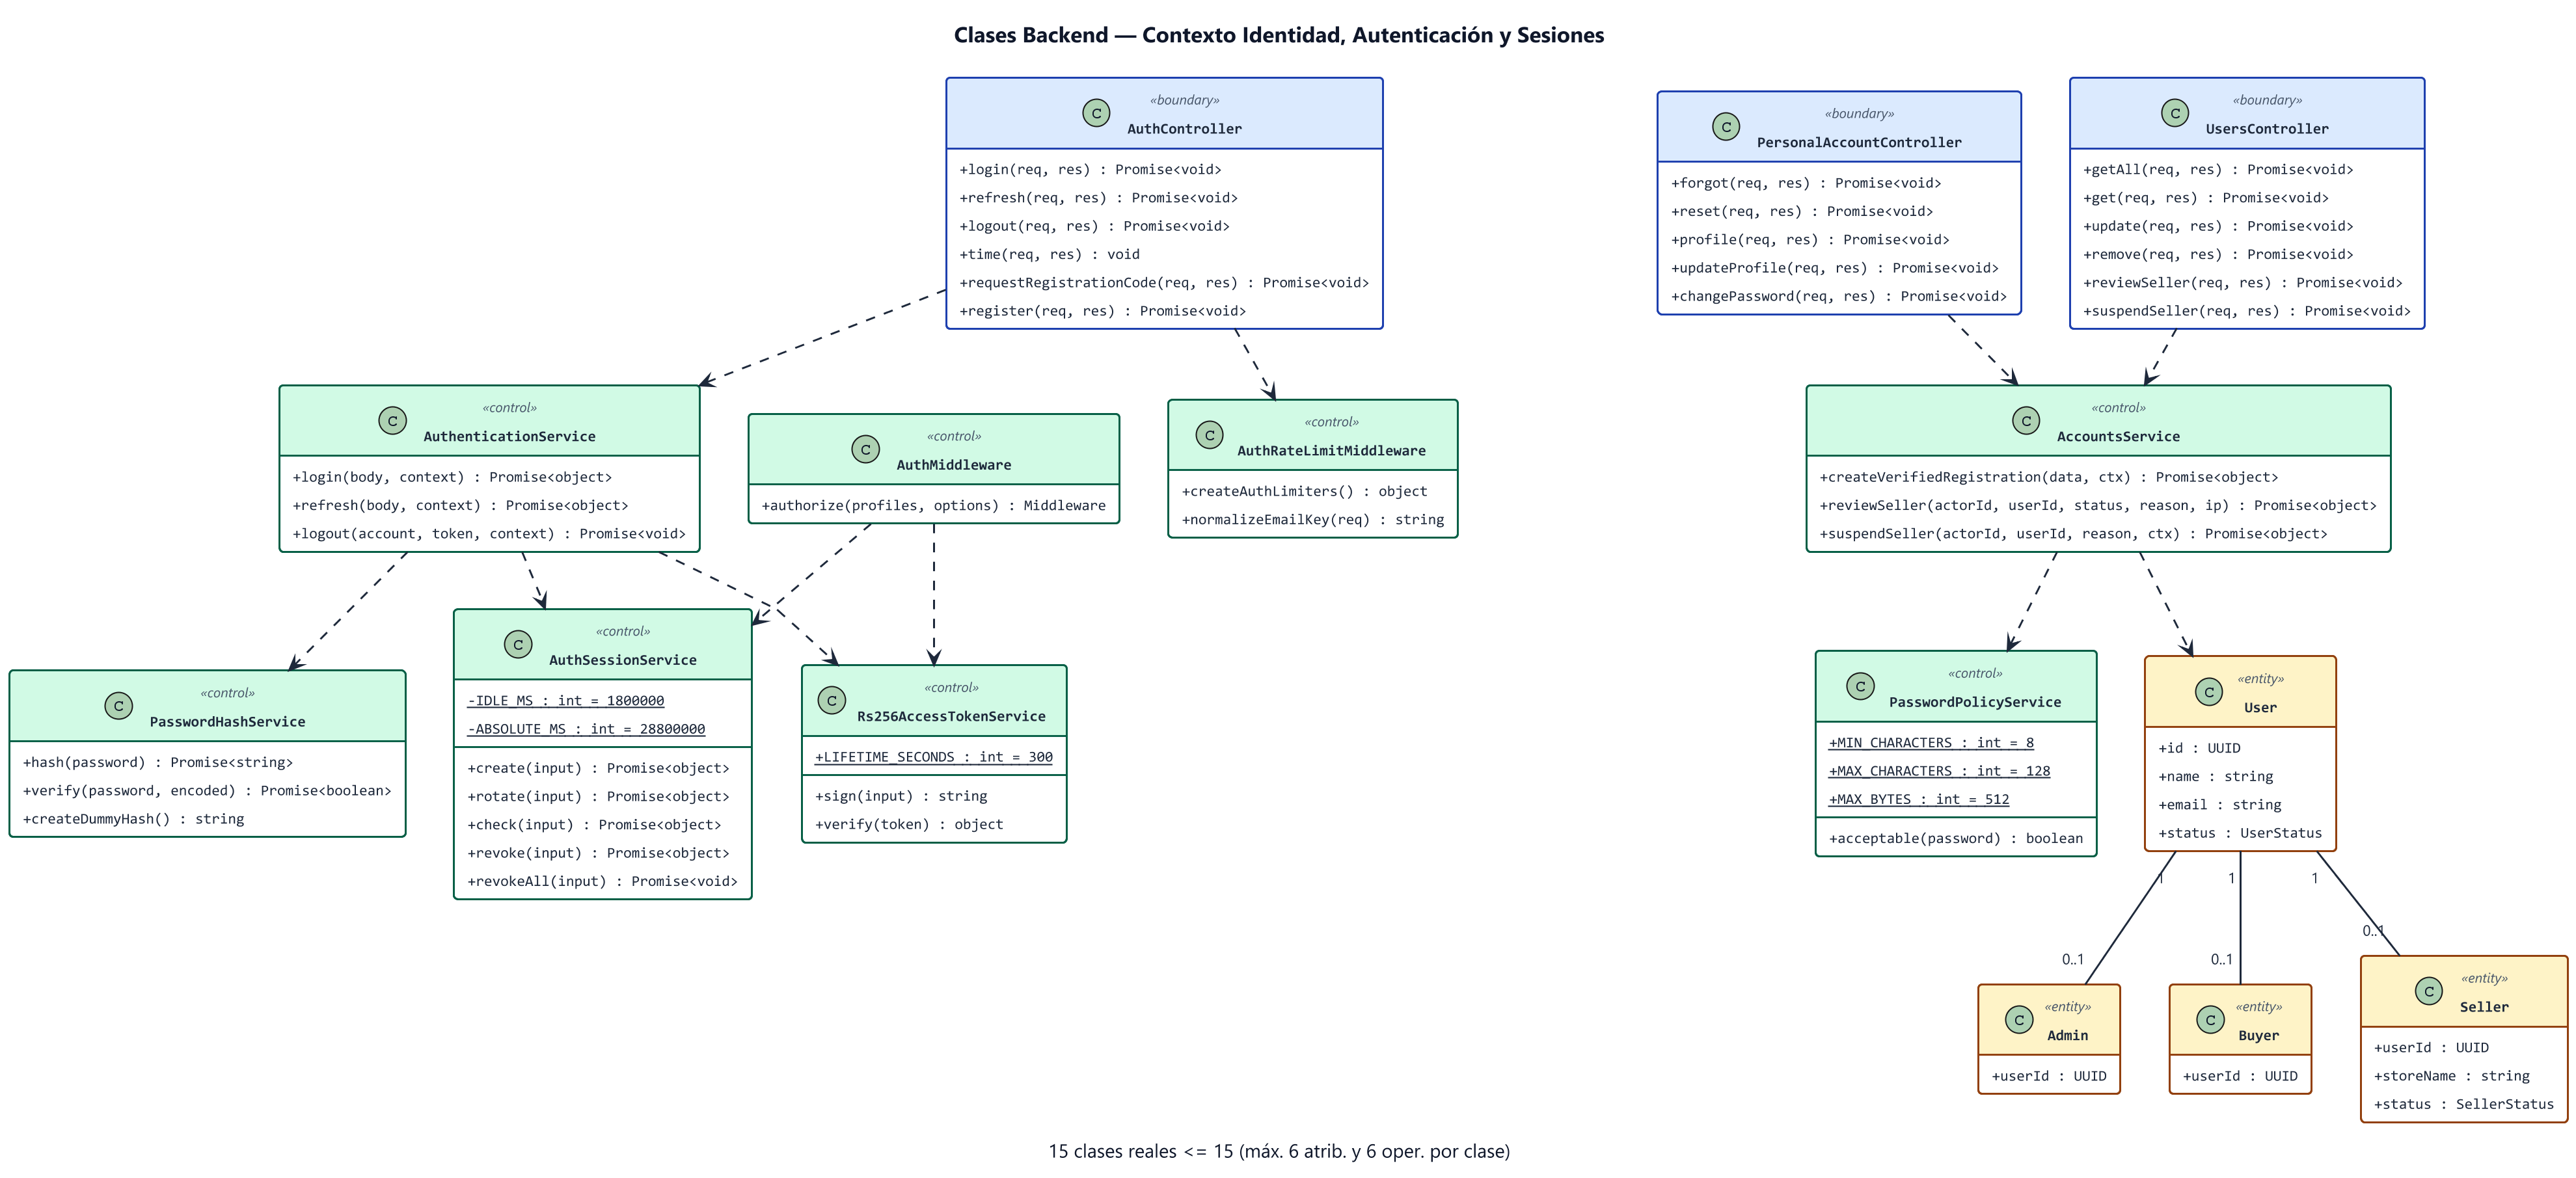 Clases Backend — Contexto Identidad, Autenticación y Sesiones
«boundary»
C
AuthController
+login(req, res) : Promise<void>
+refresh(req, res) : Promise<void>
+logout(req, res) : Promise<void>
+time(req, res) : void
+requestRegistrationCode(req, res) : Promise<void>
+register(req, res) : Promise<void>
«boundary»
C
PersonalAccountController
+forgot(req, res) : Promise<void>
+reset(req, res) : Promise<void>
+profile(req, res) : Promise<void>
+updateProfile(req, res) : Promise<void>
+changePassword(req, res) : Promise<void>
«boundary»
C
UsersController
+getAll(req, res) : Promise<void>
+get(req, res) : Promise<void>
+update(req, res) : Promise<void>
+remove(req, res) : Promise<void>
+reviewSeller(req, res) : Promise<void>
+suspendSeller(req, res) : Promise<void>
«control»
C
AuthenticationService
+login(body, context) : Promise<object>
+refresh(body, context) : Promise<object>
+logout(account, token, context) : Promise<void>
«control»
C
AuthMiddleware
+authorize(profiles, options) : Middleware
«control»
C
AuthRateLimitMiddleware
+createAuthLimiters() : object
+normalizeEmailKey(req) : string
«control»
C
AccountsService
+createVerifiedRegistration(data, ctx) : Promise<object>
+reviewSeller(actorId, userId, status, reason, ip) : Promise<object>
+suspendSeller(actorId, userId, reason, ctx) : Promise<object>
«control»
C
PasswordHashService
+hash(password) : Promise<string>
+verify(password, encoded) : Promise<boolean>
+createDummyHash() : string
«control»
C
AuthSessionService
-IDLE_MS : int = 1800000
-ABSOLUTE_MS : int = 28800000
+create(input) : Promise<object>
+rotate(input) : Promise<object>
+check(input) : Promise<object>
+revoke(input) : Promise<object>
+revokeAll(input) : Promise<void>
«control»
C
Rs256AccessTokenService
+LIFETIME_SECONDS : int = 300
+sign(input) : string
+verify(token) : object
«control»
C
PasswordPolicyService
+MIN_CHARACTERS : int = 8
+MAX_CHARACTERS : int = 128
+MAX_BYTES : int = 512
+acceptable(password) : boolean
«entity»
C
User
+id : UUID
+name : string
+email : string
+status : UserStatus
1
1
1
0..1
0..1
0..1
«entity»
C
Admin
+userId : UUID
«entity»
C
Buyer
+userId : UUID
«entity»
C
Seller
+userId : UUID
+storeName : string
+status : SellerStatus
15 clases reales <= 15 (máx. 6 atrib. y 6 oper. por clase)